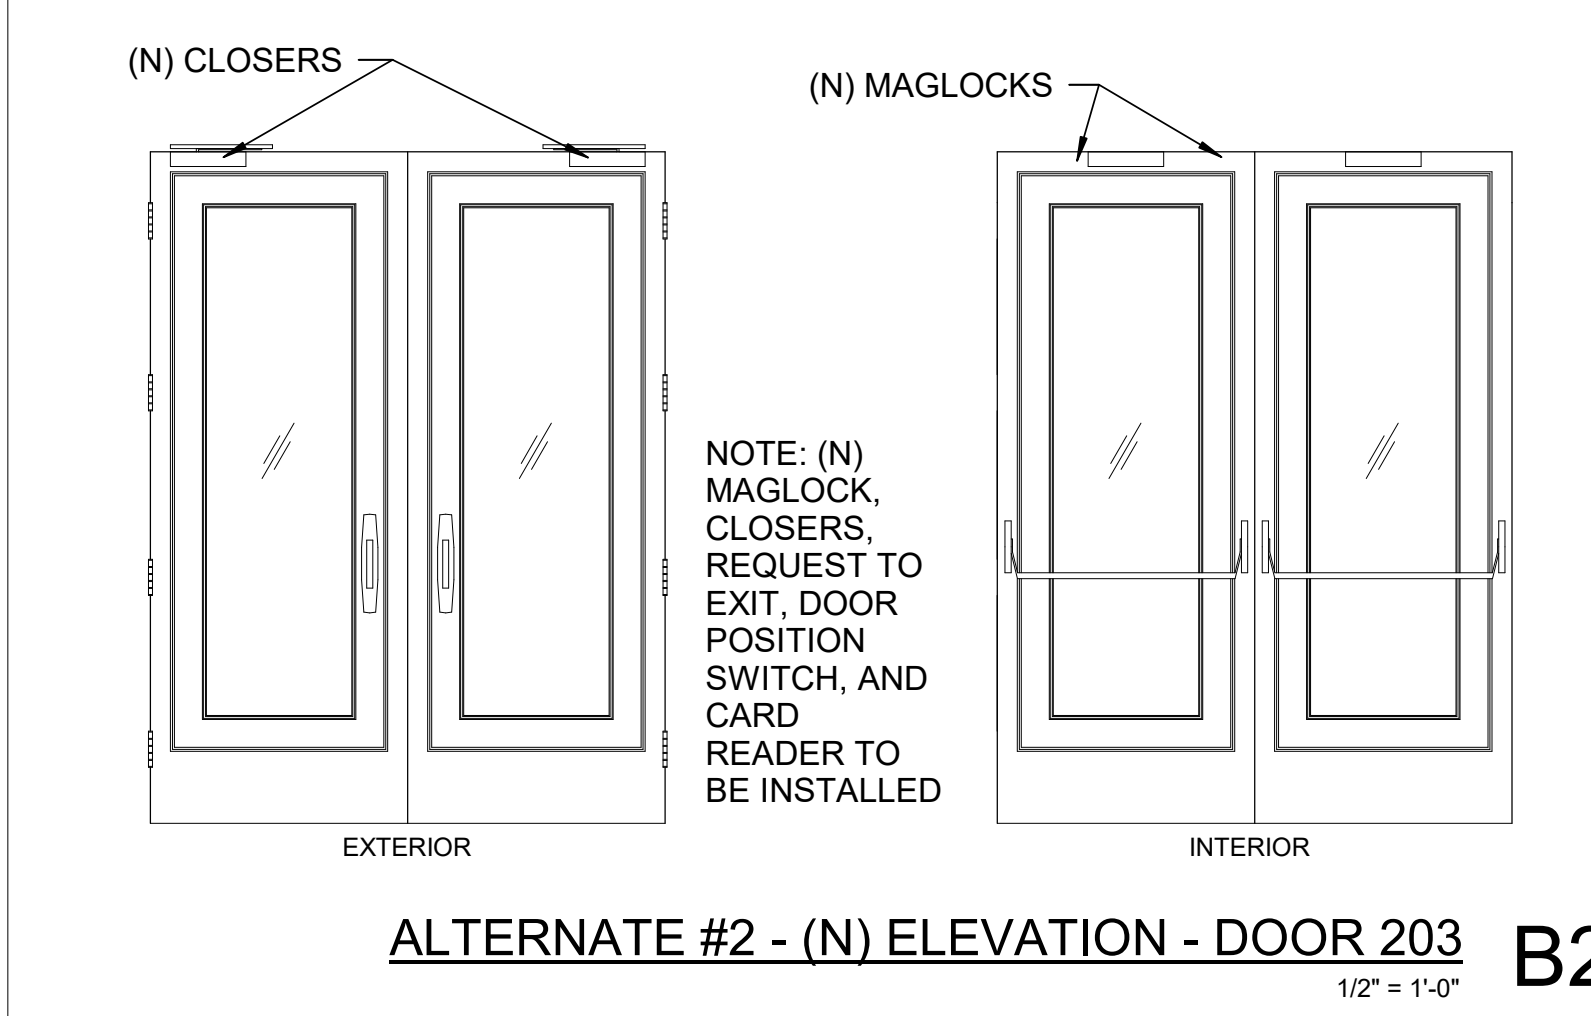 (N) CLOSERS
(N) MAGLOCKS
NOTE: (N)
MAGLOCK,
CLOSERS,
REQUEST TO
EXIT, DOOR
POSITION
SWITCH, AND
CARD
READER TO
BE INSTALLED
EXTERIOR
INTERIOR
ALTERNATE #2 - (N) ELEVATION - DOOR 203
1/2" = 1'-0"
B2